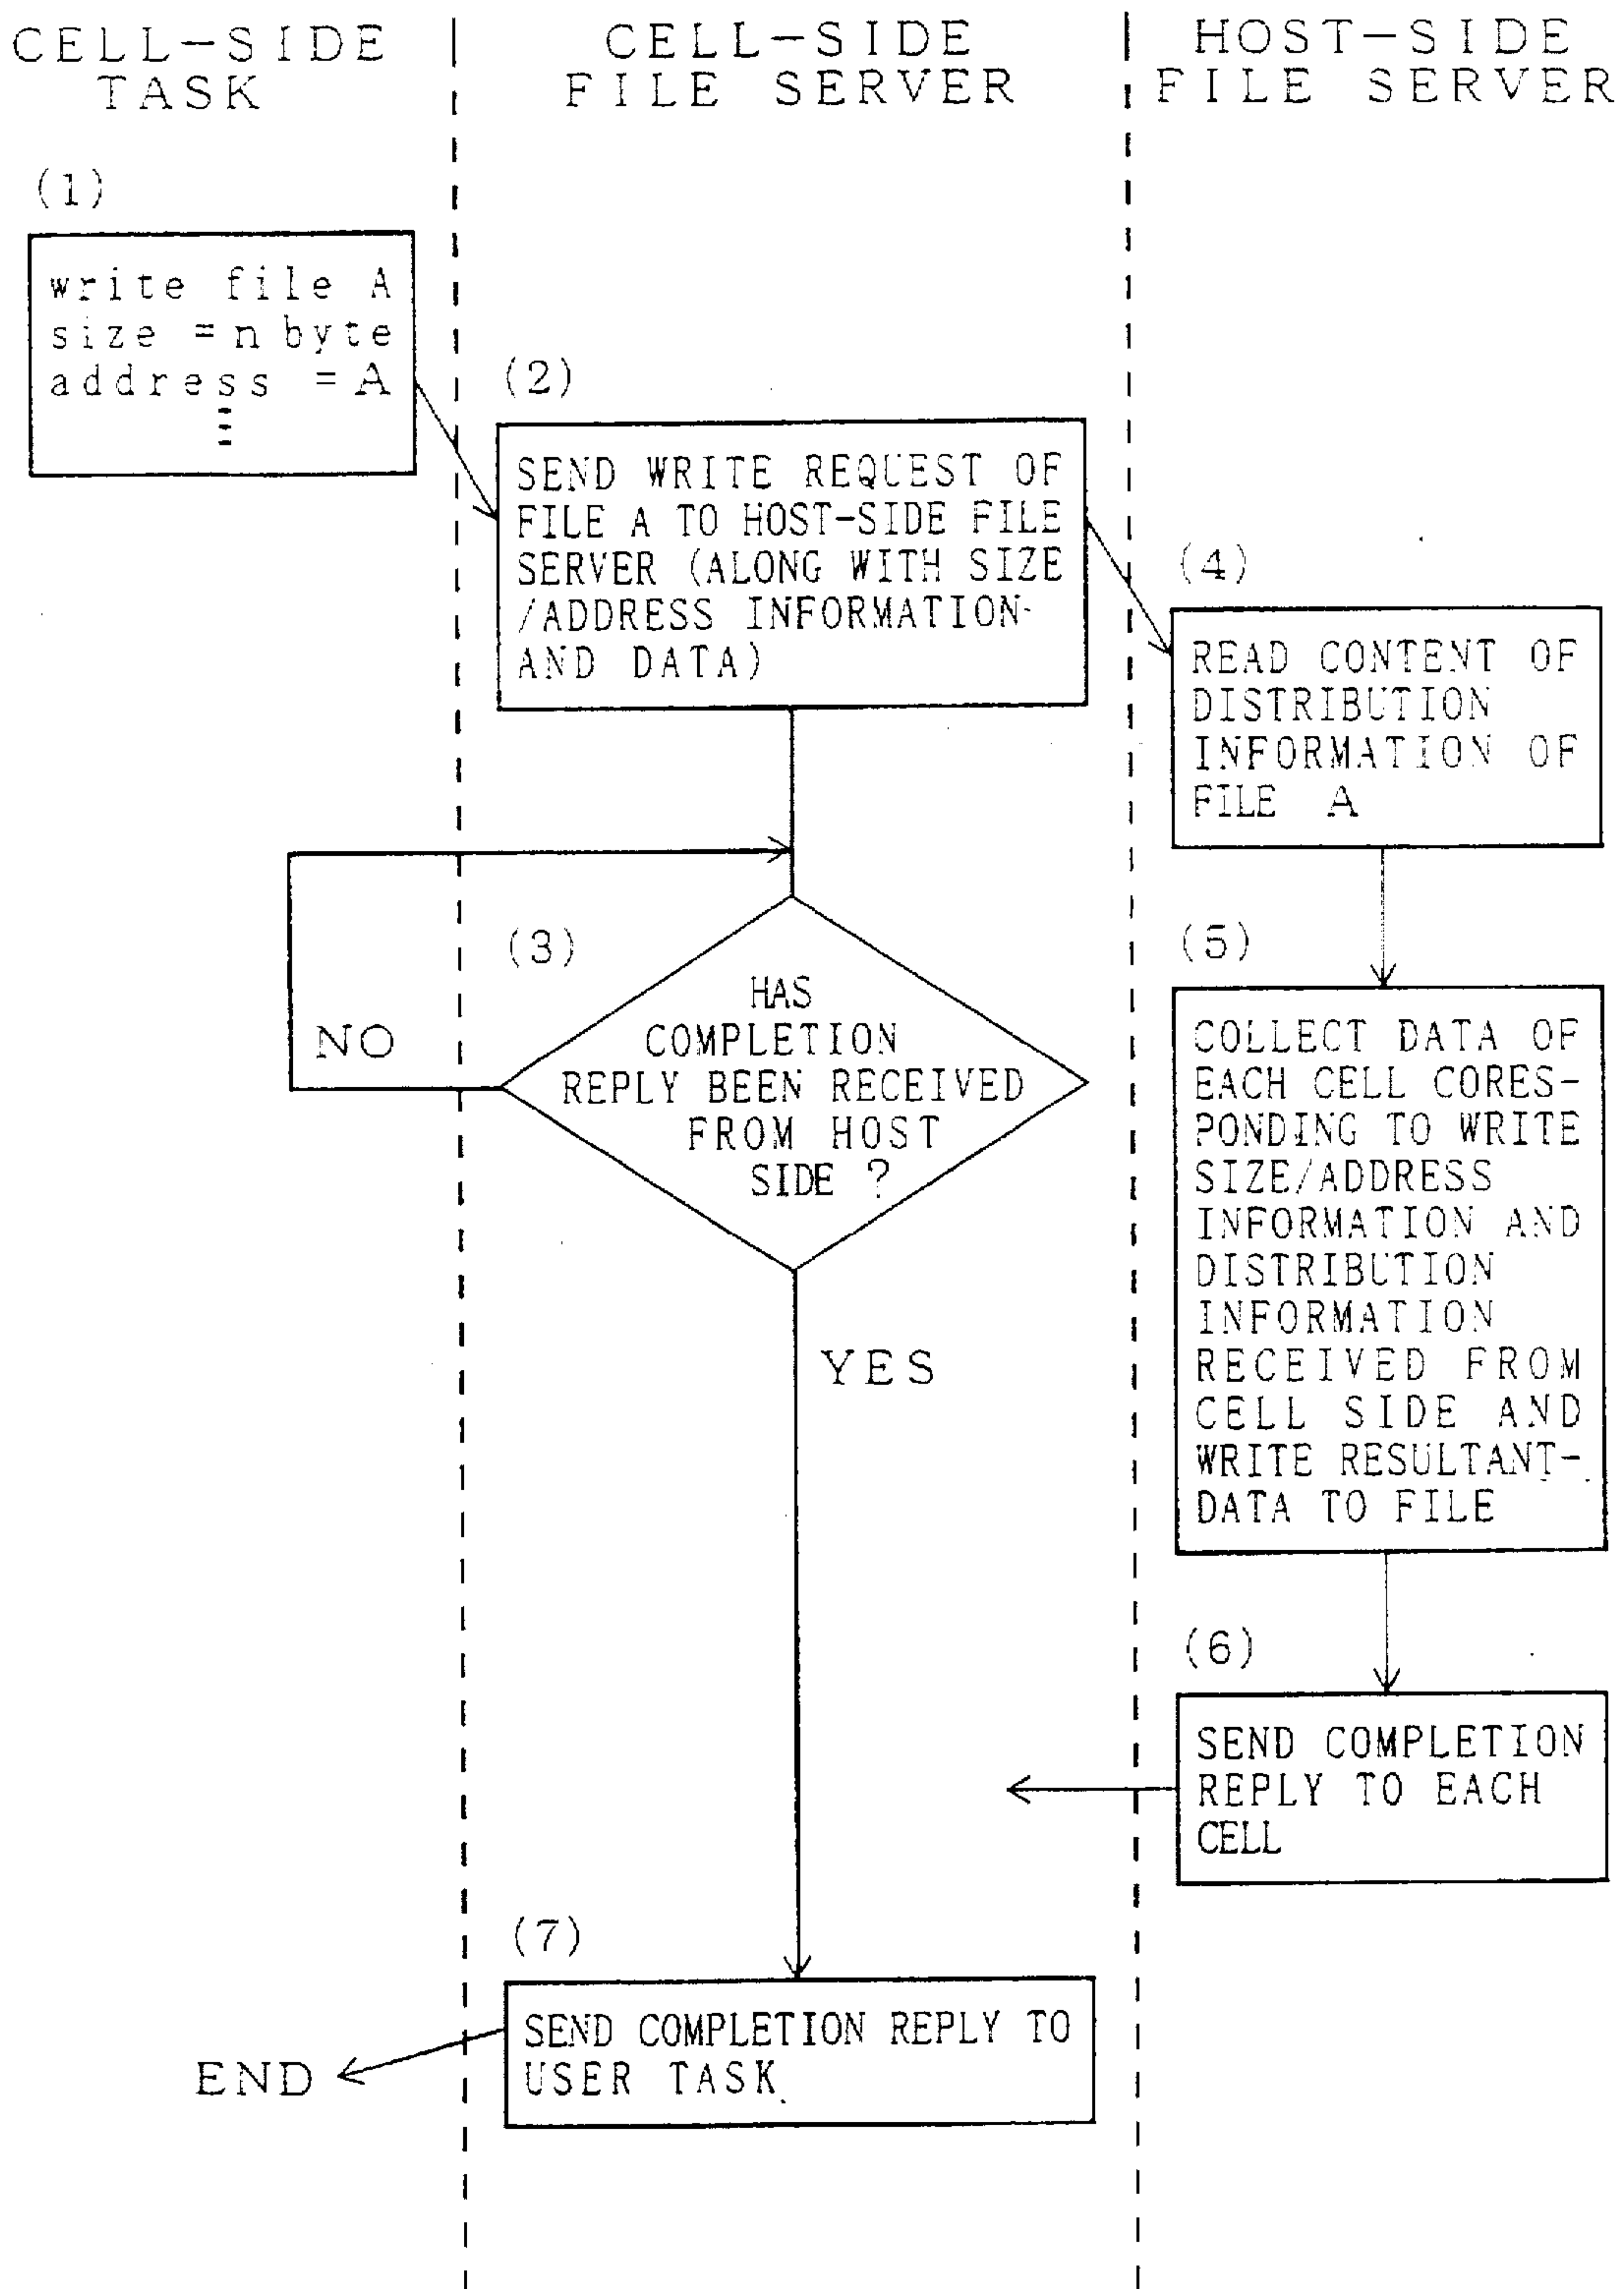 CELL-SIDE
TASK
CELL-SIDE
FILE SERVER
HOST-SIDE
FILE SERVER
(1)
write file A
size = n byte
address = A
(2)
SEND WRITE REQUEST OF
FILE A TO HOST-SIDE FILE
SERVER (ALONG WITH SIZE
/ADDRESS INFORMATION
AND DATA)
(4)
READ CONTENT OF
DISTRIBUTION
INFORMATION OF
FILE A
(3)
HAS
COMPLETION
REPLY BEEN RECEIVED
FROM HOST
SIDE ?
NO
YES
(5)
COLLECT DATA OF
EACH CELL CORES-
PONDING TO WRITE
SIZE/ADDRESS
INFORMATION AND
DISTRIBUTION
INFORMATION
RECEIVED FROM
CELL SIDE AND
WRITE RESULTANT-
DATA TO FILE
(6)
SEND COMPLETION
REPLY TO EACH
CELL
(7)
SEND COMPLETION REPLY TO
USER TASK
END